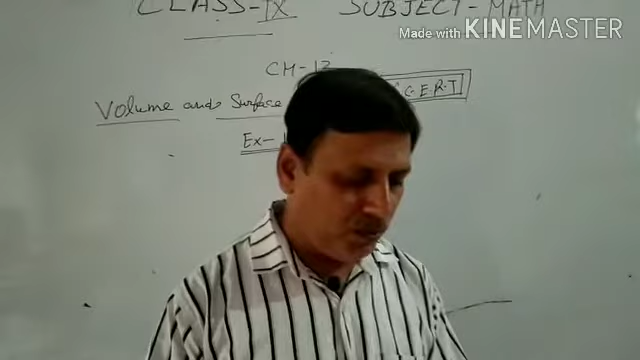 CLASS-IX SUBJECT-MATH
Made with KINEMASTER
CH-13
Volume and Surface N.C.E.R.T
Ex-